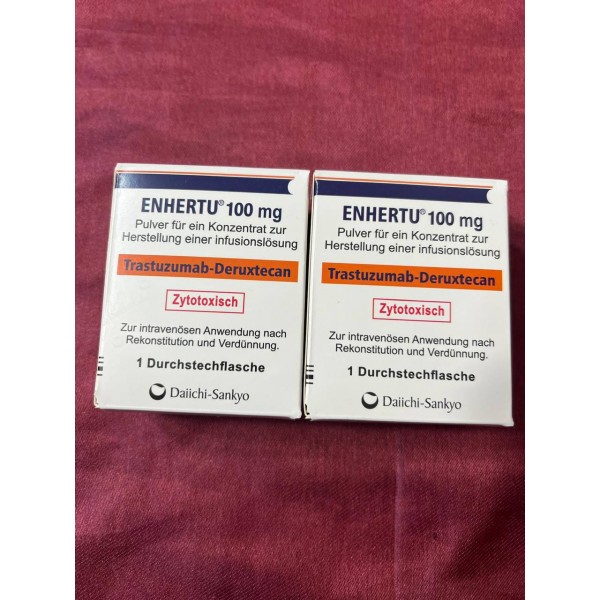 ENHERTU® 100 mg
Pulver für ein Konzentrat zur
Herstellung einer infusionslösung
Trastuzumab-Deruxtecan
Zytotoxisch
Zur intravenösen Anwendung nach
Rekonstitution und Verdünnung.
1 Durchstechflasche
Daiichi-Sankyo
ENHERTU® 100 mg
Pulver für ein Konzentrat zur
Herstellung einer infusionslösung
Trastuzumab-Deruxtecan
Zytotoxisch
Zur intravenösen Anwendung nach
Rekonstitution und Verdünnung.
1 Durchstechflasche
Daiichi-Sankyo